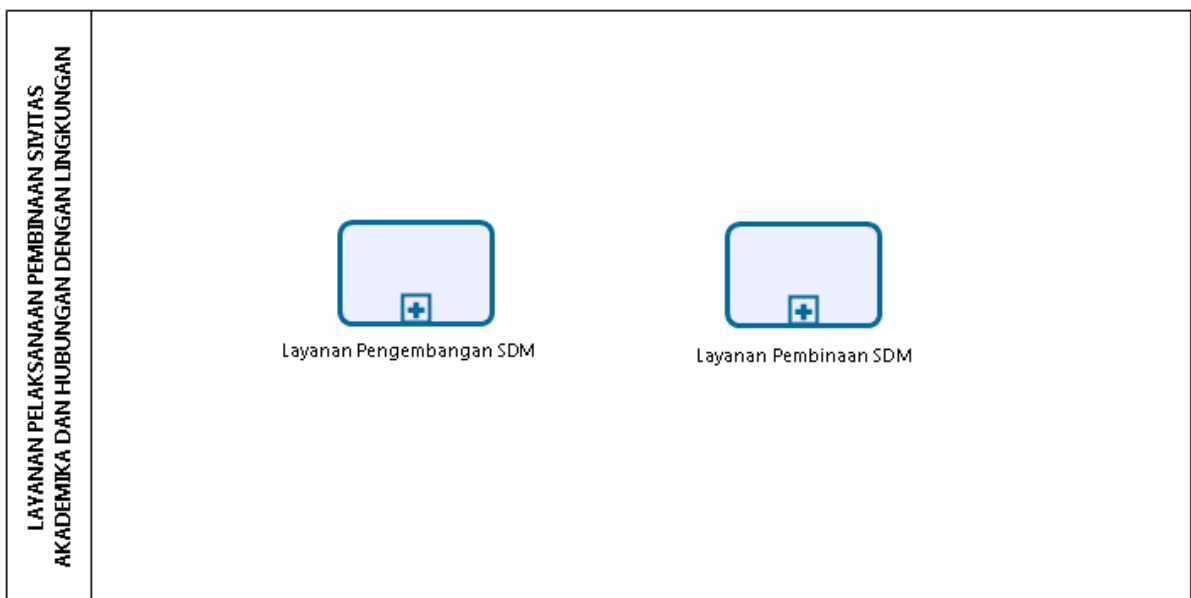 LAYANAN PELAKSANAAN PEMBINAAN SIVITAS
AKADEMIKA DAN HUBUNGAN DENGAN LINGKUNGAN
Layanan Pengembangan SDM
Layanan Pembinaan SDM